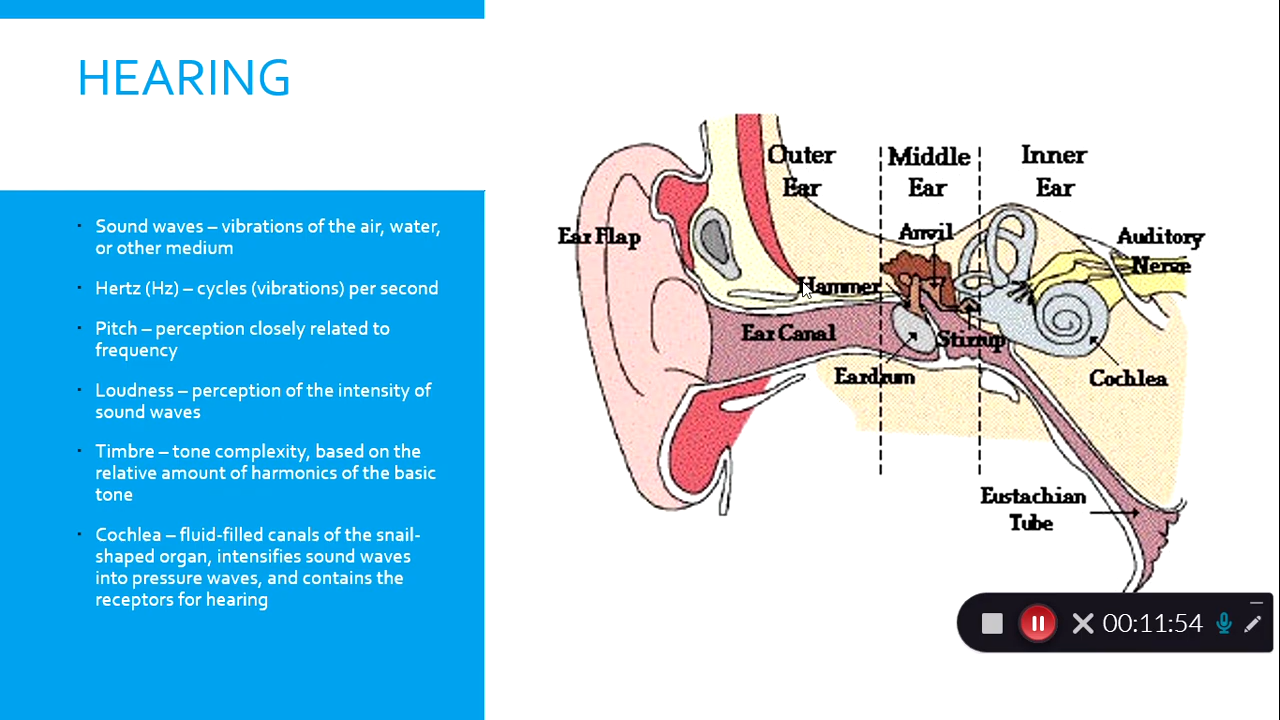 HEARING
Sound waves – vibrations of the air, water,
or other medium
Hertz (Hz) – cycles (vibrations) per second
Pitch – perception closely related to
frequency
Loudness – perception of the intensity of
sound waves
Timbre – tone complexity, based on the
relative amount of harmonics of the basic
tone
Cochlea – fluid-filled canals of the snail-
shaped organ, intensifies sound waves
into pressure waves, and contains the
receptors for hearing
Outer
Ear
Middle
Ear
Inner
Ear
Ear Flap
Anvil
Auditory
Nerve
Hammer
Ear Canal
Stirrup
Eardrum
Cochlea
Eustachian
Tube
00:11:54